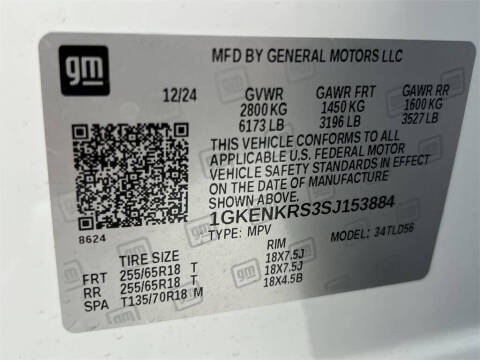 gm
MFD BY GENERAL MOTORS LLC
12/24 GVWR GAWR FRT GAWR RR
2800 KG 1450 KG 1600 KG
6173 LB 3196 LB 3527 LB
THIS VEHICLE CONFORMS TO ALL
APPLICABLE U.S. FEDERAL MOTOR
VEHICLE SAFETY STANDARDS IN EFFECT
ON THE DATE OF MANUFACTURE SHOWN ABOVE.
1GKENKRS3SJ153884
8624 TYPE: MPV MODEL: 34TLD56
TIRE SIZE RIM
FRT 255/65R18 T 18X7.5J
RR 255/65R18 T 18X7.5J
SPA T135/70R18 M 18X4.5B